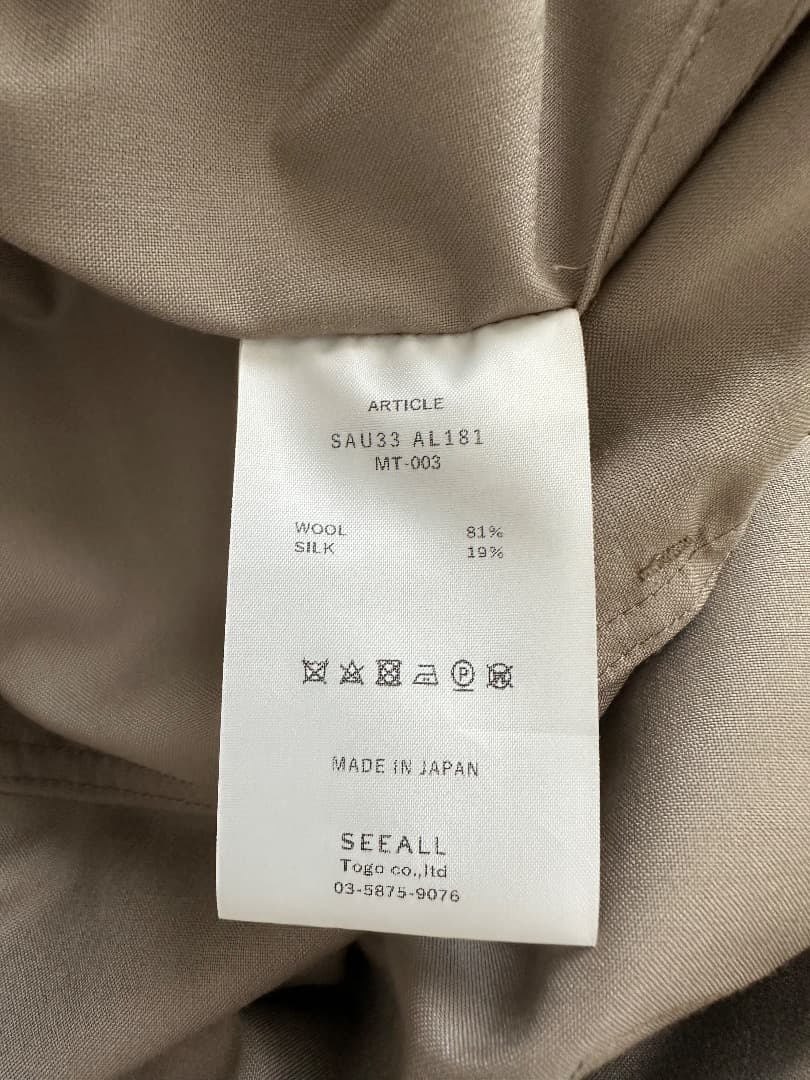 ARTICLE
SAU33 AL181
MT-003
WOOL 81%
SILK 19%
P
W
MADE IN JAPAN
SEEALL
Togo co.,ltd
03-5875-9076